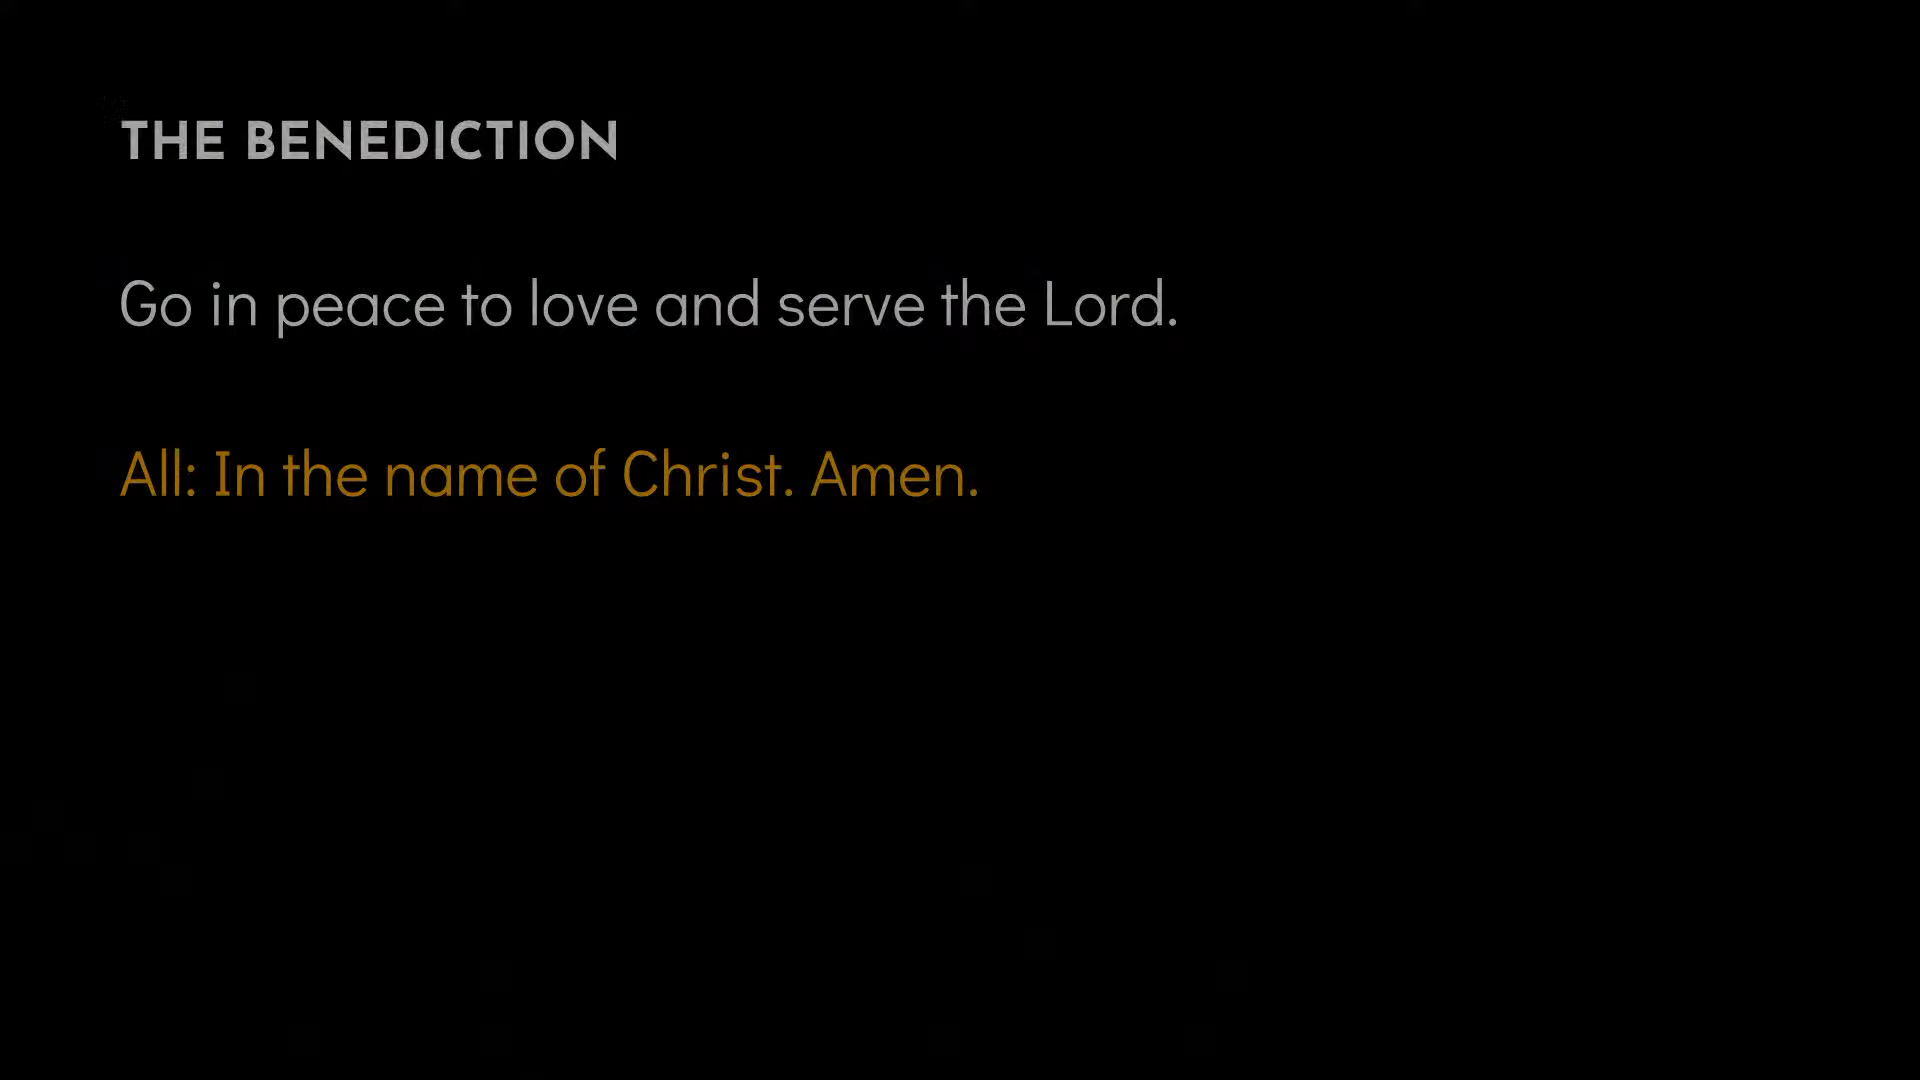 THE BENEDICTION
Go in peace to love and serve the Lord.
All: In the name of Christ. Amen.